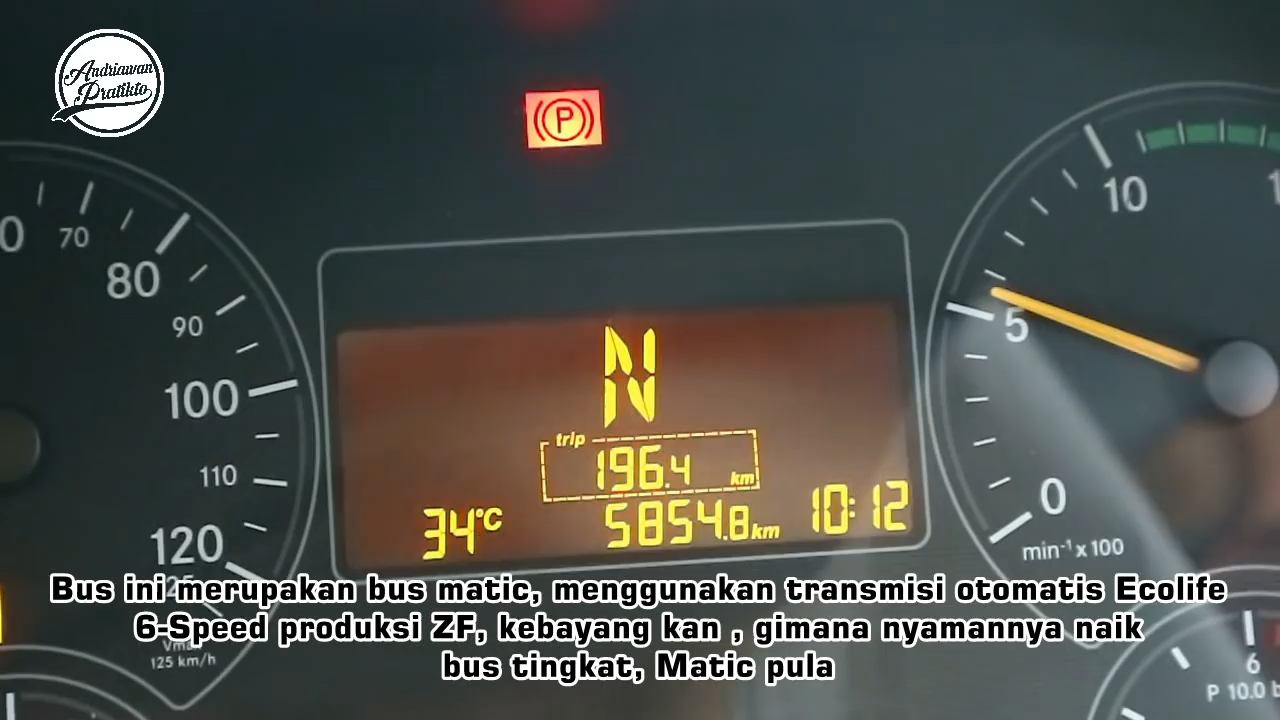 Andriawan
Pratikto
P
70
80
90
100
110
120
125
Vmax
125 km/h
N
trip
196.4 km
34°C
5854.8 km
10:12
10
5
0
min-1 x 100
6
Bus ini merupakan bus matic, menggunakan transmisi otomatis Ecolife
6-Speed produksi ZF, kebayang kan , gimana nyamannya naik
bus tingkat, Matic pula